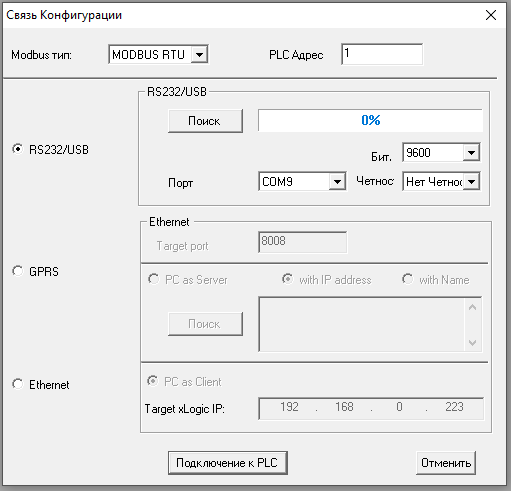 Связь Конфигурации
Modbus тип: MODBUS RTU PLC Адрес 1
RS232/USB
Поиск 0%
RS232/USB
Бит. 9600
Порт COM9 Четнос Нет Четнос
Ethernet
Target port 8008
GPRS
PC as Server with IP address with Name
Поиск
Ethernet
PC as Client
Target xLogic IP: 192 . 168 . 0 . 223
Подключение к PLC Отменить